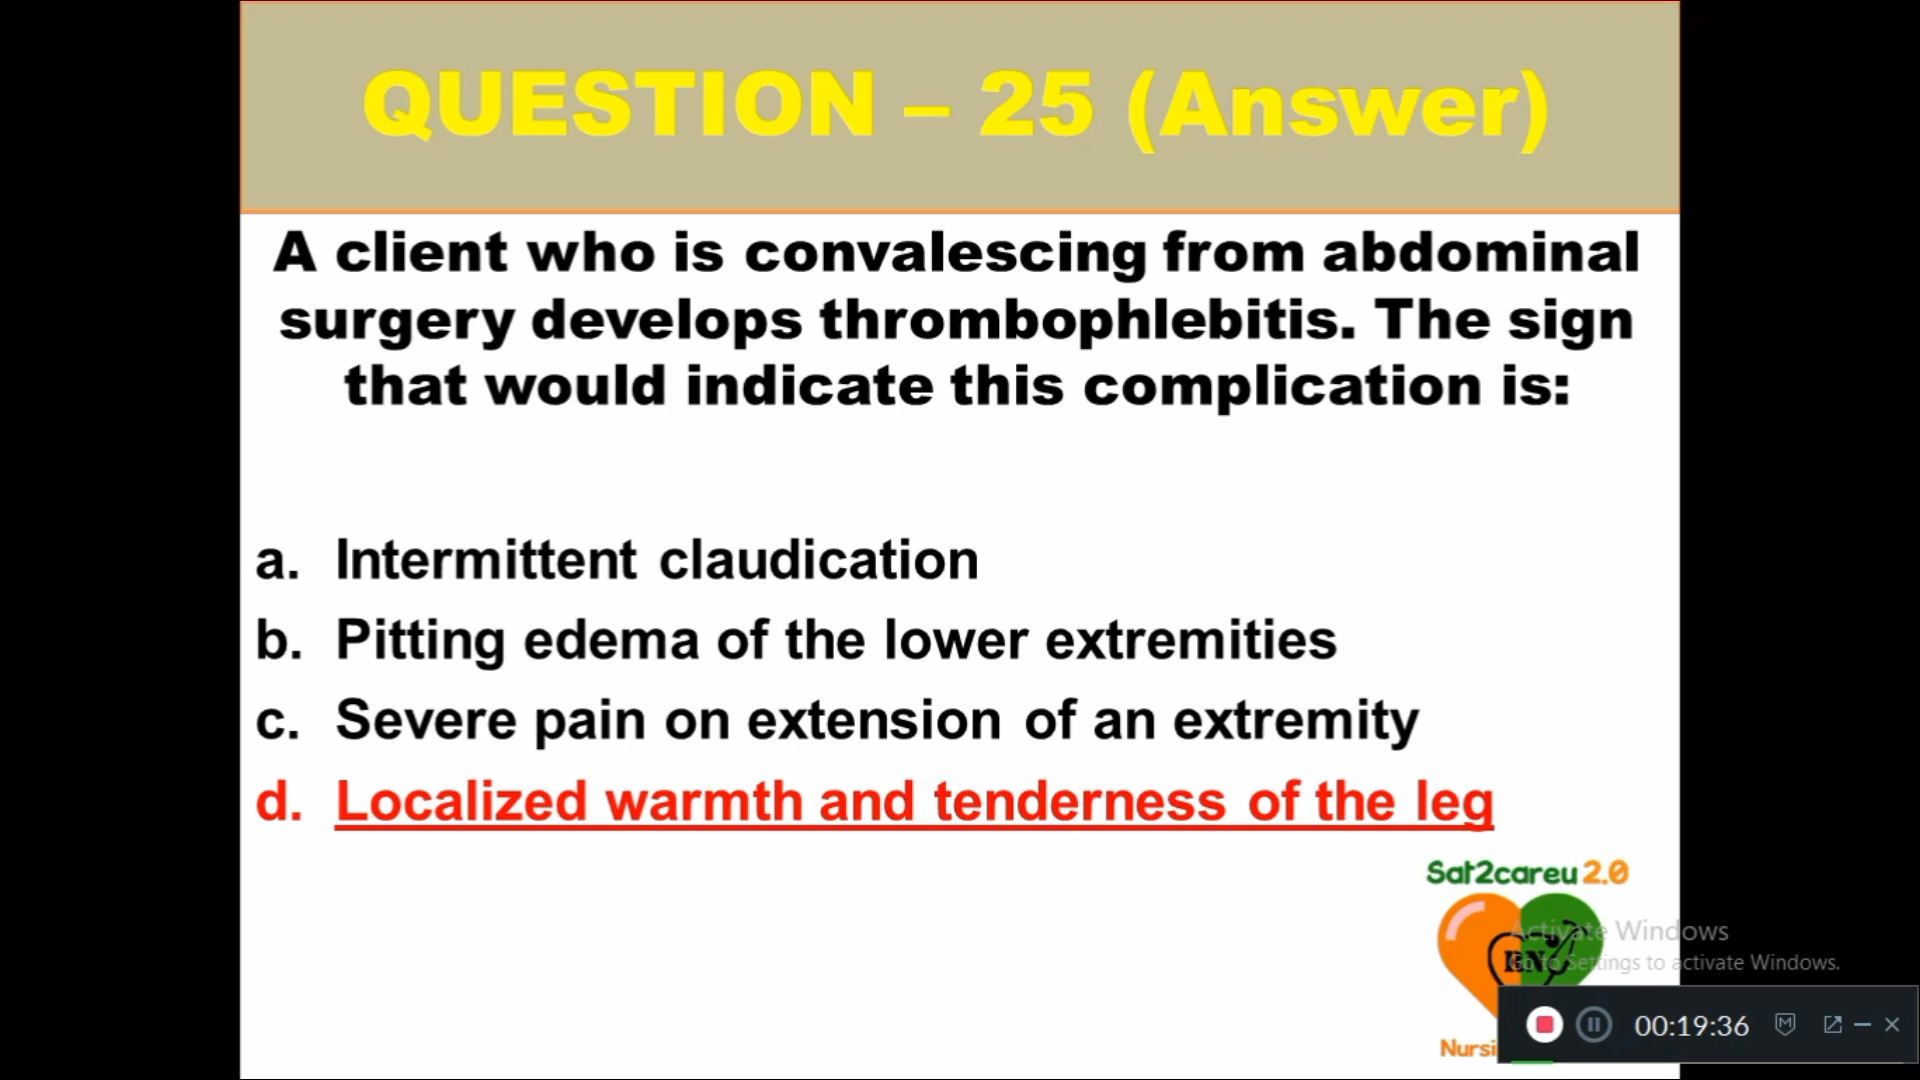 QUESTION – 25 (Answer)
A client who is convalescing from abdominal
surgery develops thrombophlebitis. The sign
that would indicate this complication is:
a. Intermittent claudication
b. Pitting edema of the lower extremities
c. Severe pain on extension of an extremity
d. Localized warmth and tenderness of the leg
Sat2careu 2.0
RN
Activate Windows
Go to Settings to activate Windows.
00:19:36